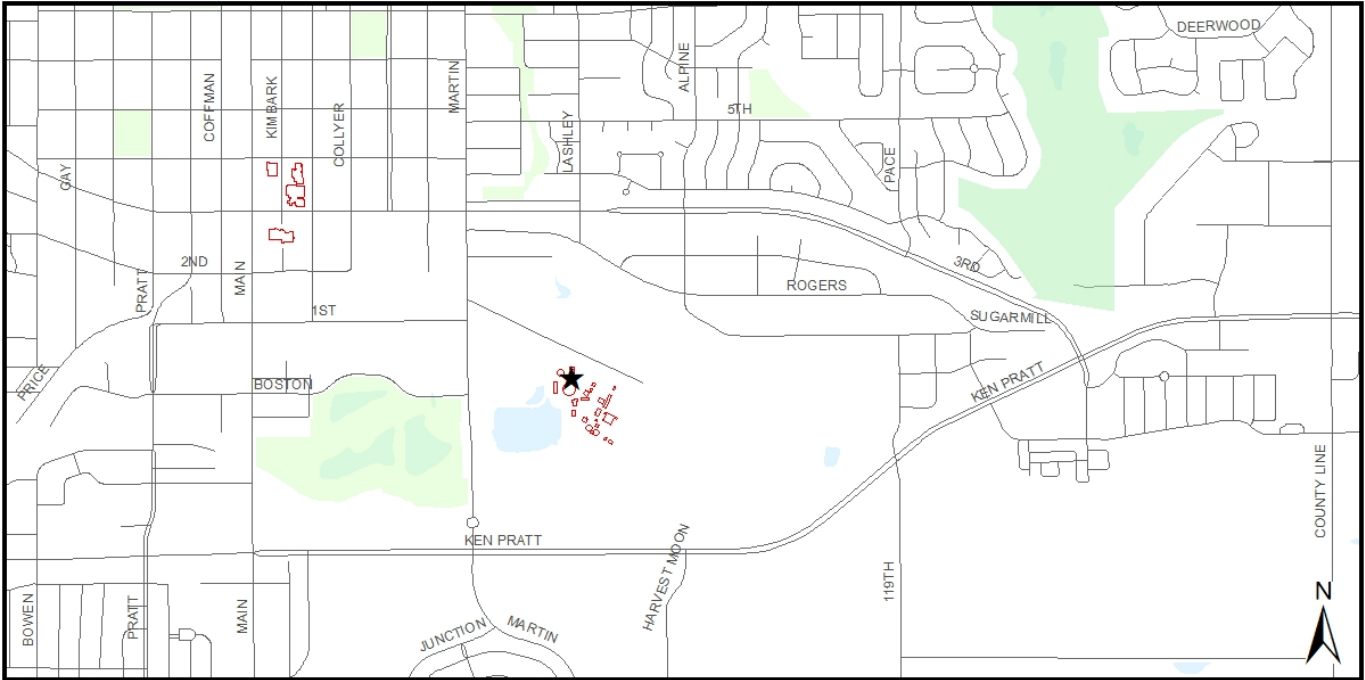 DEERWOOD
COFFMAN
KIMBARK
COLLYER
MARTIN
ALPINE
5TH
LASHLEY
GAY
PACE
2ND
PRATT
MAIN
3RD
ROGERS
1ST
SUGARMILL
PRICE
BOSTON
KEN PRATT
COUNTY LINE
KEN PRATT
HARVEST MOON
119TH
BOWEN
PRATT
MAIN
JUNCTION
MARTIN
N